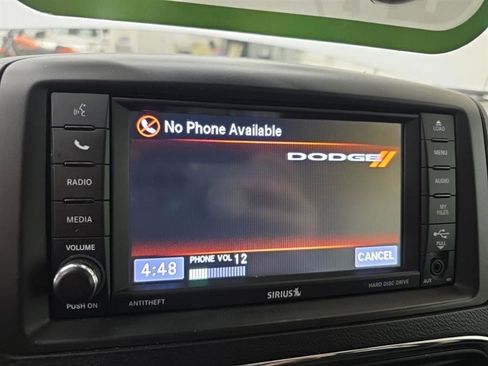 No Phone Available
DODGE
4:48
PHONE VOL 12
CANCEL
RADIO
MEDIA
VOLUME
PUSH ON
LOAD
MENU
AUDIO
MY
FILES
PULL
AUX
ANTITHEFT
SIRIUS
HARD DISC DRIVE